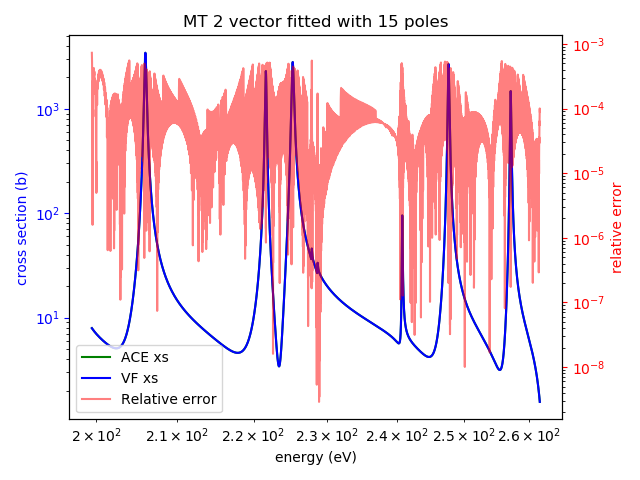 MT 2 vector fitted with 15 poles
cross section (b)
10³
10²
10¹
10⁻³
10⁻⁴
10⁻⁵
10⁻⁶
10⁻⁷
10⁻⁸
relative error
ACE xs
VF xs
Relative error
2 × 10² 2.1 × 10² 2.2 × 10² 2.3 × 10² 2.4 × 10² 2.5 × 10² 2.6 × 10²
energy (eV)